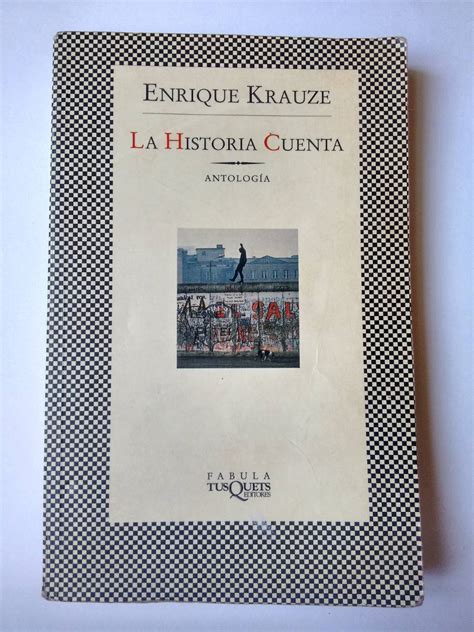 ENRIQUE KRAUZE
LA HISTORIA CUENTA
ANTOLOGÍA
FABULA
TUSQUETS
EDITORES